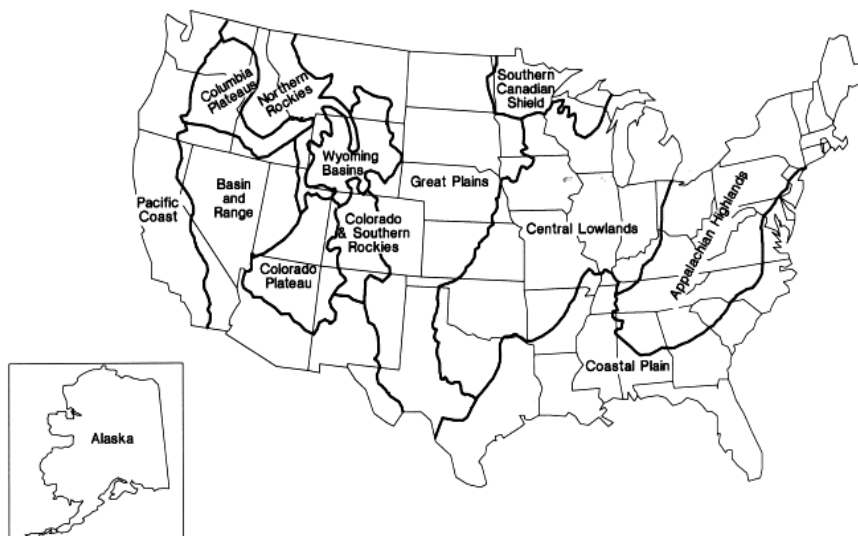 Columbia
Plateaus
Northern
Rockies
Southern
Canadian
Shield
Wyoming
Basins
Great Plains
Pacific
Coast
Basin
and
Range
Colorado
& Southern
Rockies
Central Lowlands
Appalachian Highlands
Colorado
Plateau
Coastal Plain
Alaska